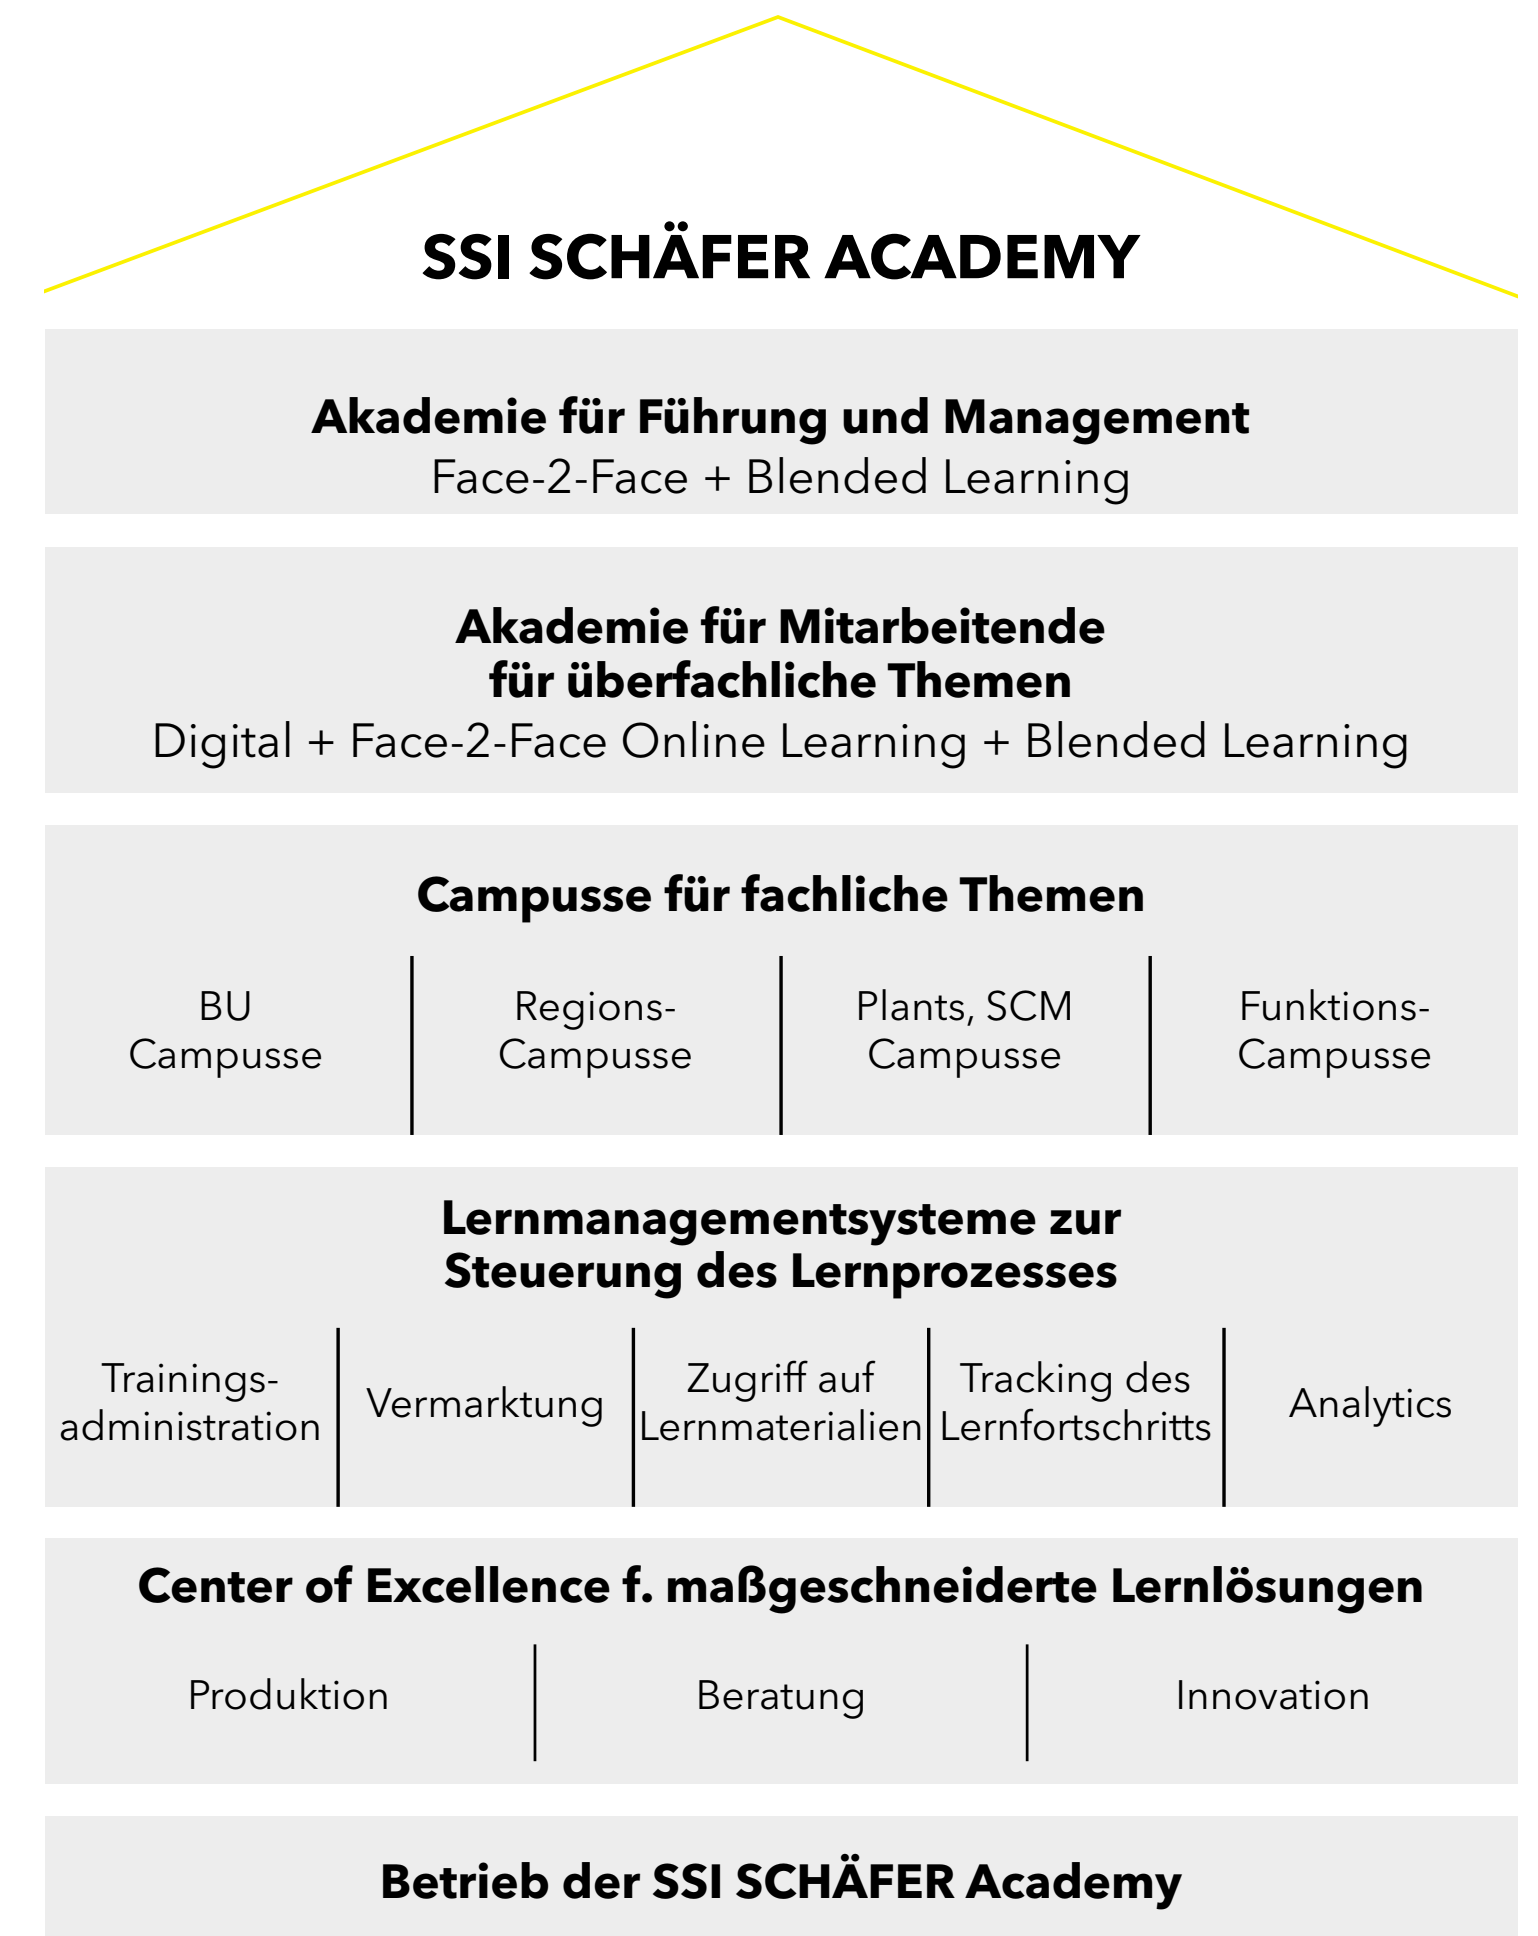 SSI SCHÄFER ACADEMY
Akademie für Führung und Management
Face-2-Face + Blended Learning
Akademie für Mitarbeitende
für überfachliche Themen
Digital + Face-2-Face Online Learning + Blended Learning
Campusse für fachliche Themen
BU
Campusse
Regions-
Campusse
Plants, SCM
Campusse
Funktions-
Campusse
Lernmanagementsysteme zur
Steuerung des Lernprozesses
Trainings-
administration
Vermarktung
Zugriff auf
Lernmaterialien
Tracking des
Lernfortschritts
Analytics
Center of Excellence f. maßgeschneiderte Lernlösungen
Produktion
Beratung
Innovation
Betrieb der SSI SCHÄFER Academy